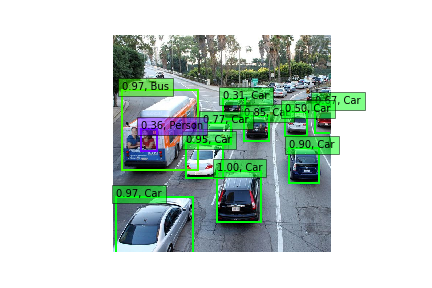 0.97, Bus
0.31, Car
0.67, Car
0.50, Car
0.85, Car
0.77, Car
0.36, Person
0.95, Car
0.90, Car
1.00, Car
0.97, Car